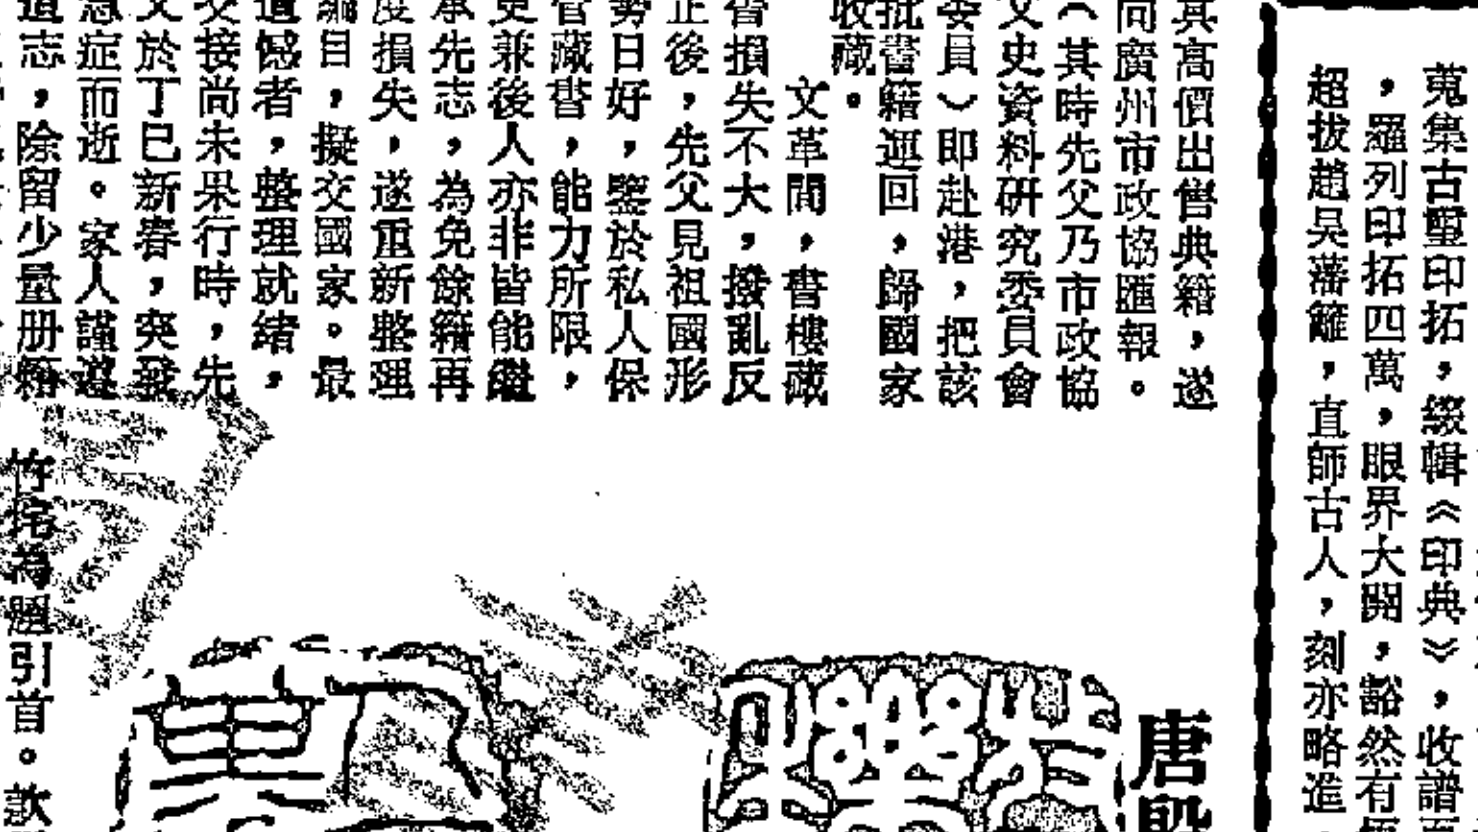 蒐集古璽印拓，綴輯《印典》，收譜
，羅列印拓四萬，眼界大開，豁然有
超拔趙吳藩籬，直師古人，刻亦略進
其高價出售典籍，遂
向廣州市政協匯報。
（其時先父乃市政協
文史資料研究委員會
委員）即赴港，把該
批書籍運回，歸國家
收藏。
文革間，書樓藏
書損失不大，撥亂反
正後，先父見祖國形
勢日好，鑒於私人保
管藏書，能力所限，
更兼後人亦非皆能繼
承先志，為免餘籍再
度損失，遂重新整理
編目，擬交國家。最
遺憾者，整理就緒，
交接尚未果行時，先
父於丁巳新春，突發
急症而逝。家人謹遵
遺志，除留少量册籍
竹垞為題引首。款
唐